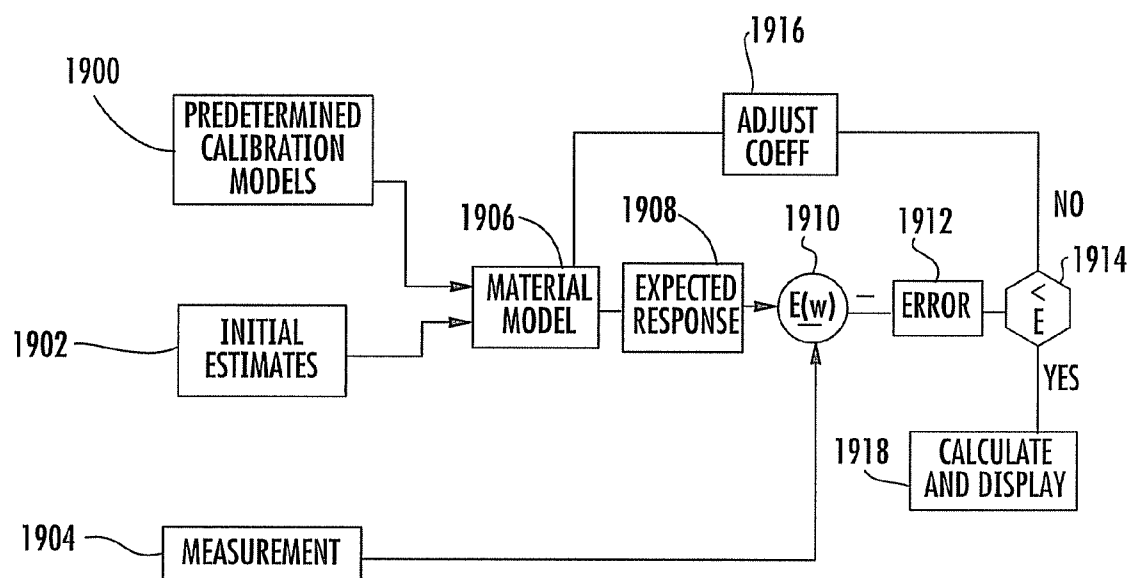 1900
PREDETERMINED
CALIBRATION
MODELS
1916
ADJUST
COEFF
1906
1908
1910
1912
NO
1914
1902
INITIAL
ESTIMATES
MATERIAL
MODEL
EXPECTED
RESPONSE
E(w)
–
ERROR
<
E
YES
1918
CALCULATE
AND DISPLAY
1904
MEASUREMENT